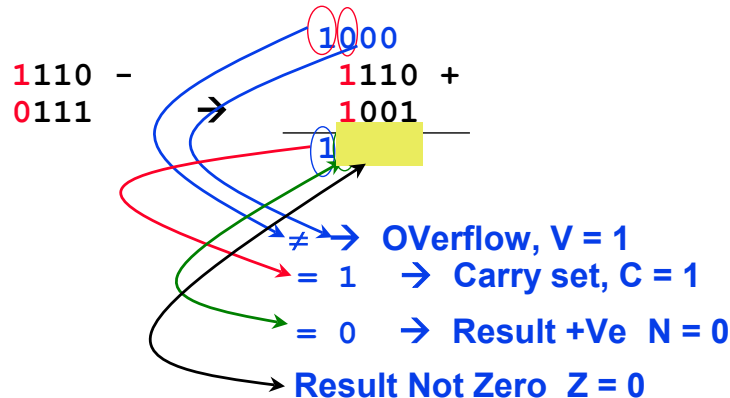 1000
1110 - 1110 +
0111 → 1001
1
≠ → OVerflow, V = 1
= 1 → Carry set, C = 1
= 0 → Result +Ve N = 0
Result Not Zero Z = 0